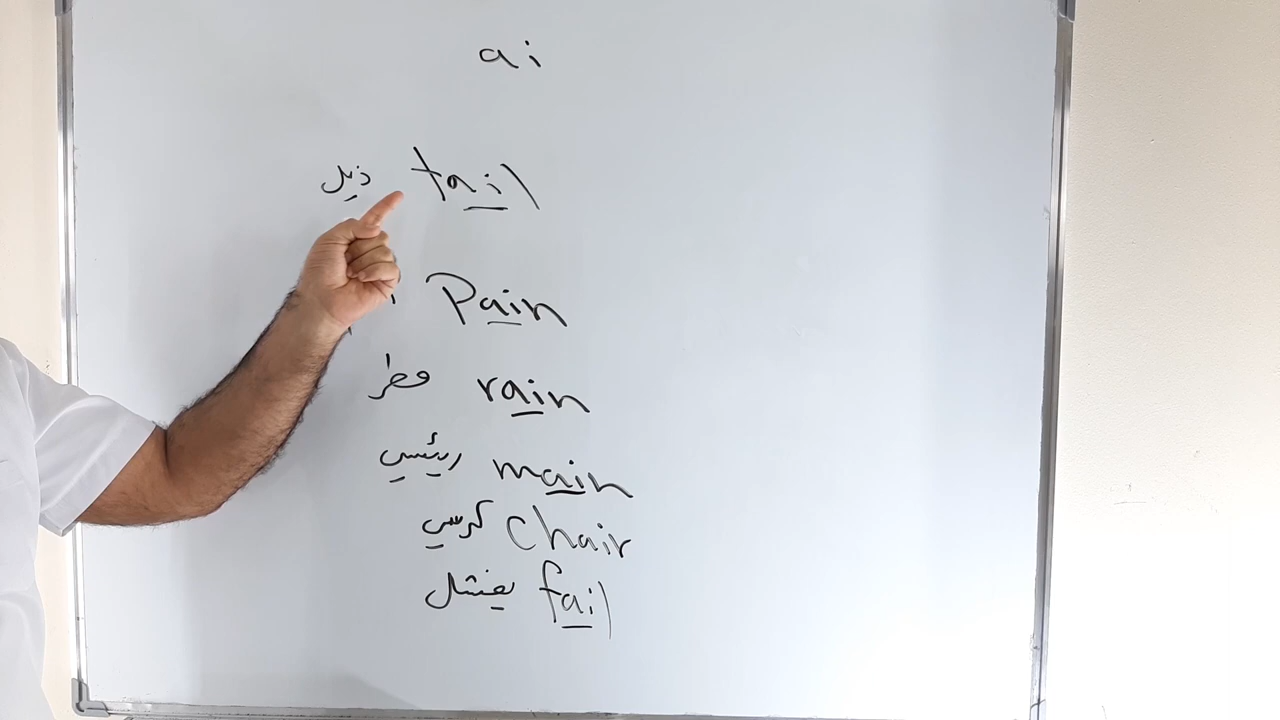 ai
ذيل tail
Pain
مطر rain
رئيسي main
كرسي chair
يفشل fail